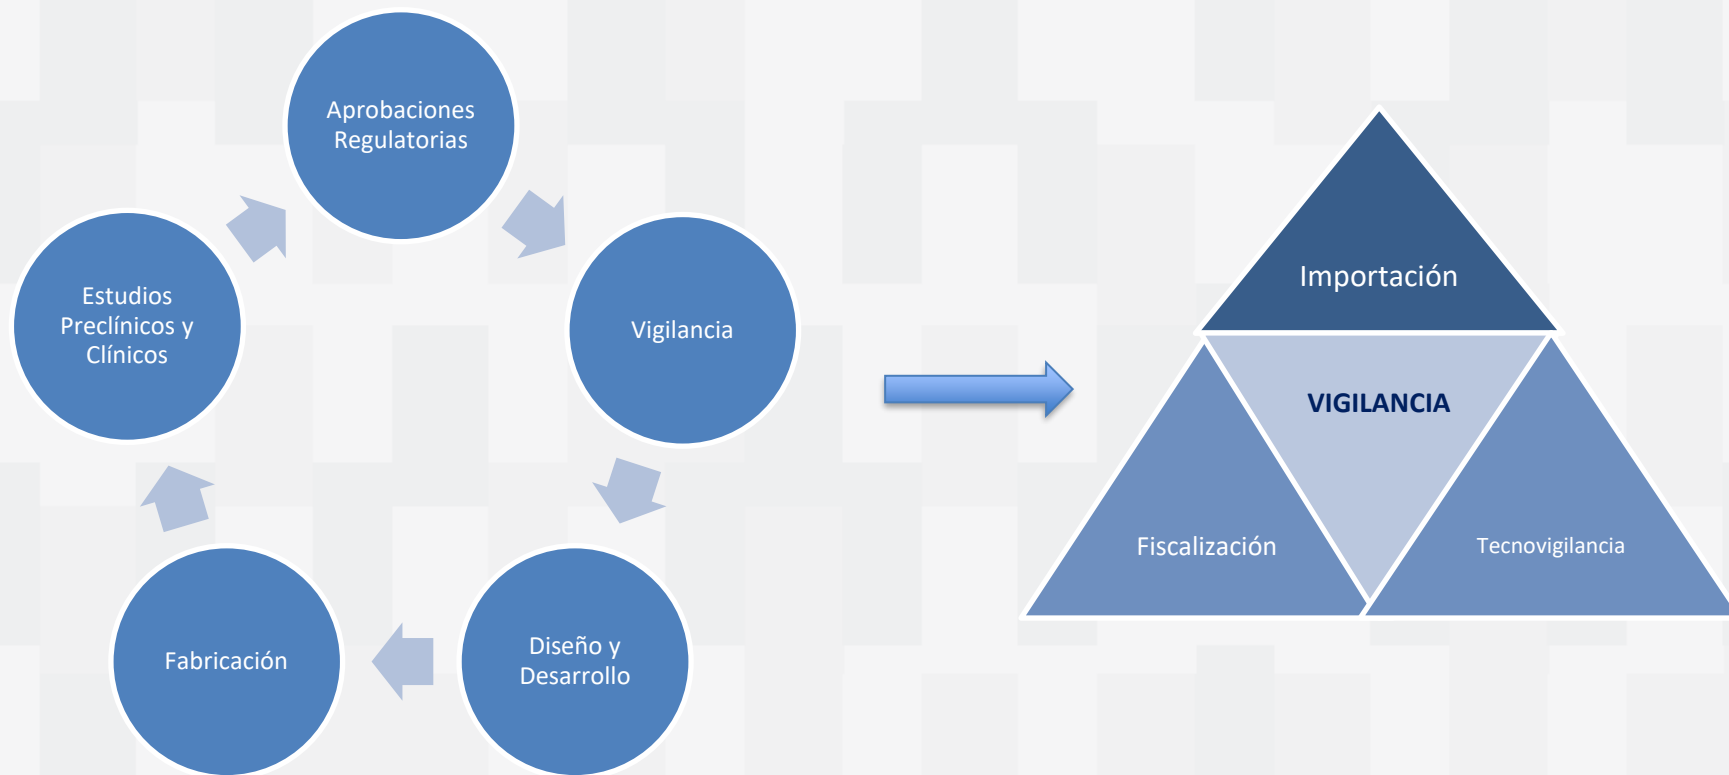 Aprobaciones
Regulatorias
Estudios
Preclínicos y
Clínicos
Vigilancia
Fabricación
Diseño y
Desarrollo
Importación
VIGILANCIA
Fiscalización
Tecnovigilancia